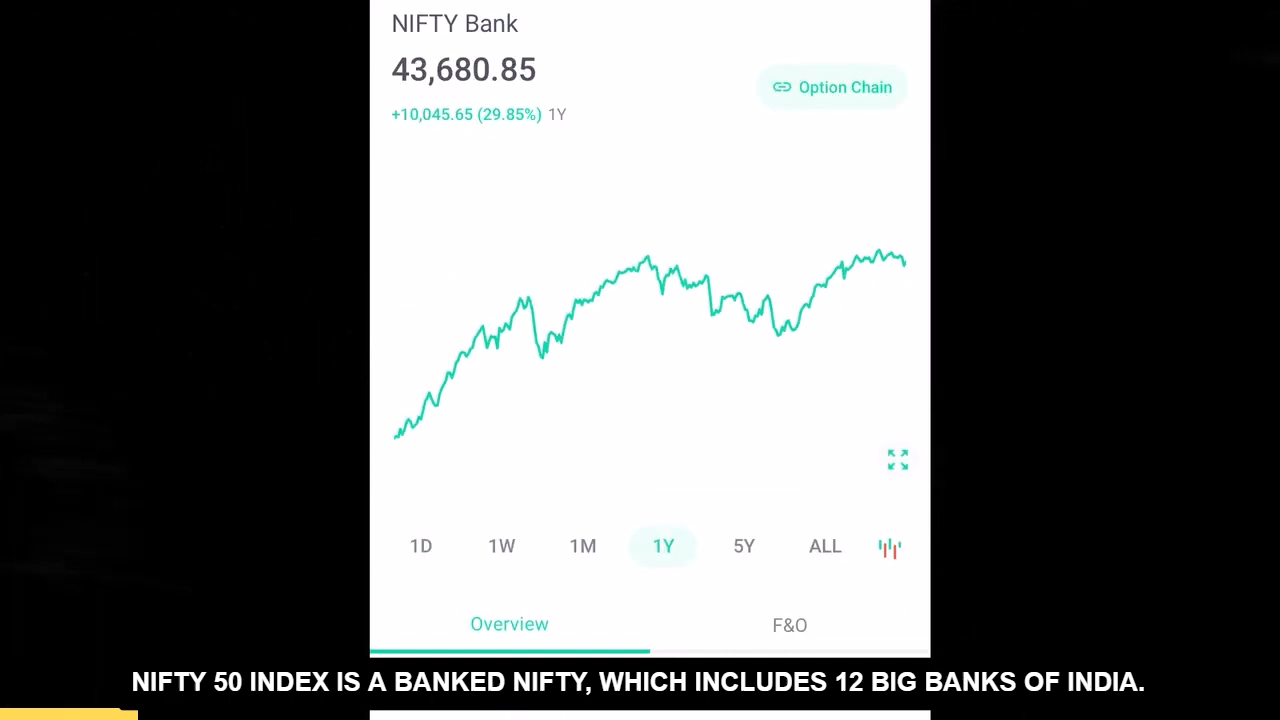 NIFTY Bank
43,680.85
Option Chain
+10,045.65 (29.85%) 1Y
1D 1W 1M 1Y 5Y ALL
Overview F&O
NIFTY 50 INDEX IS A BANKED NIFTY, WHICH INCLUDES 12 BIG BANKS OF INDIA.